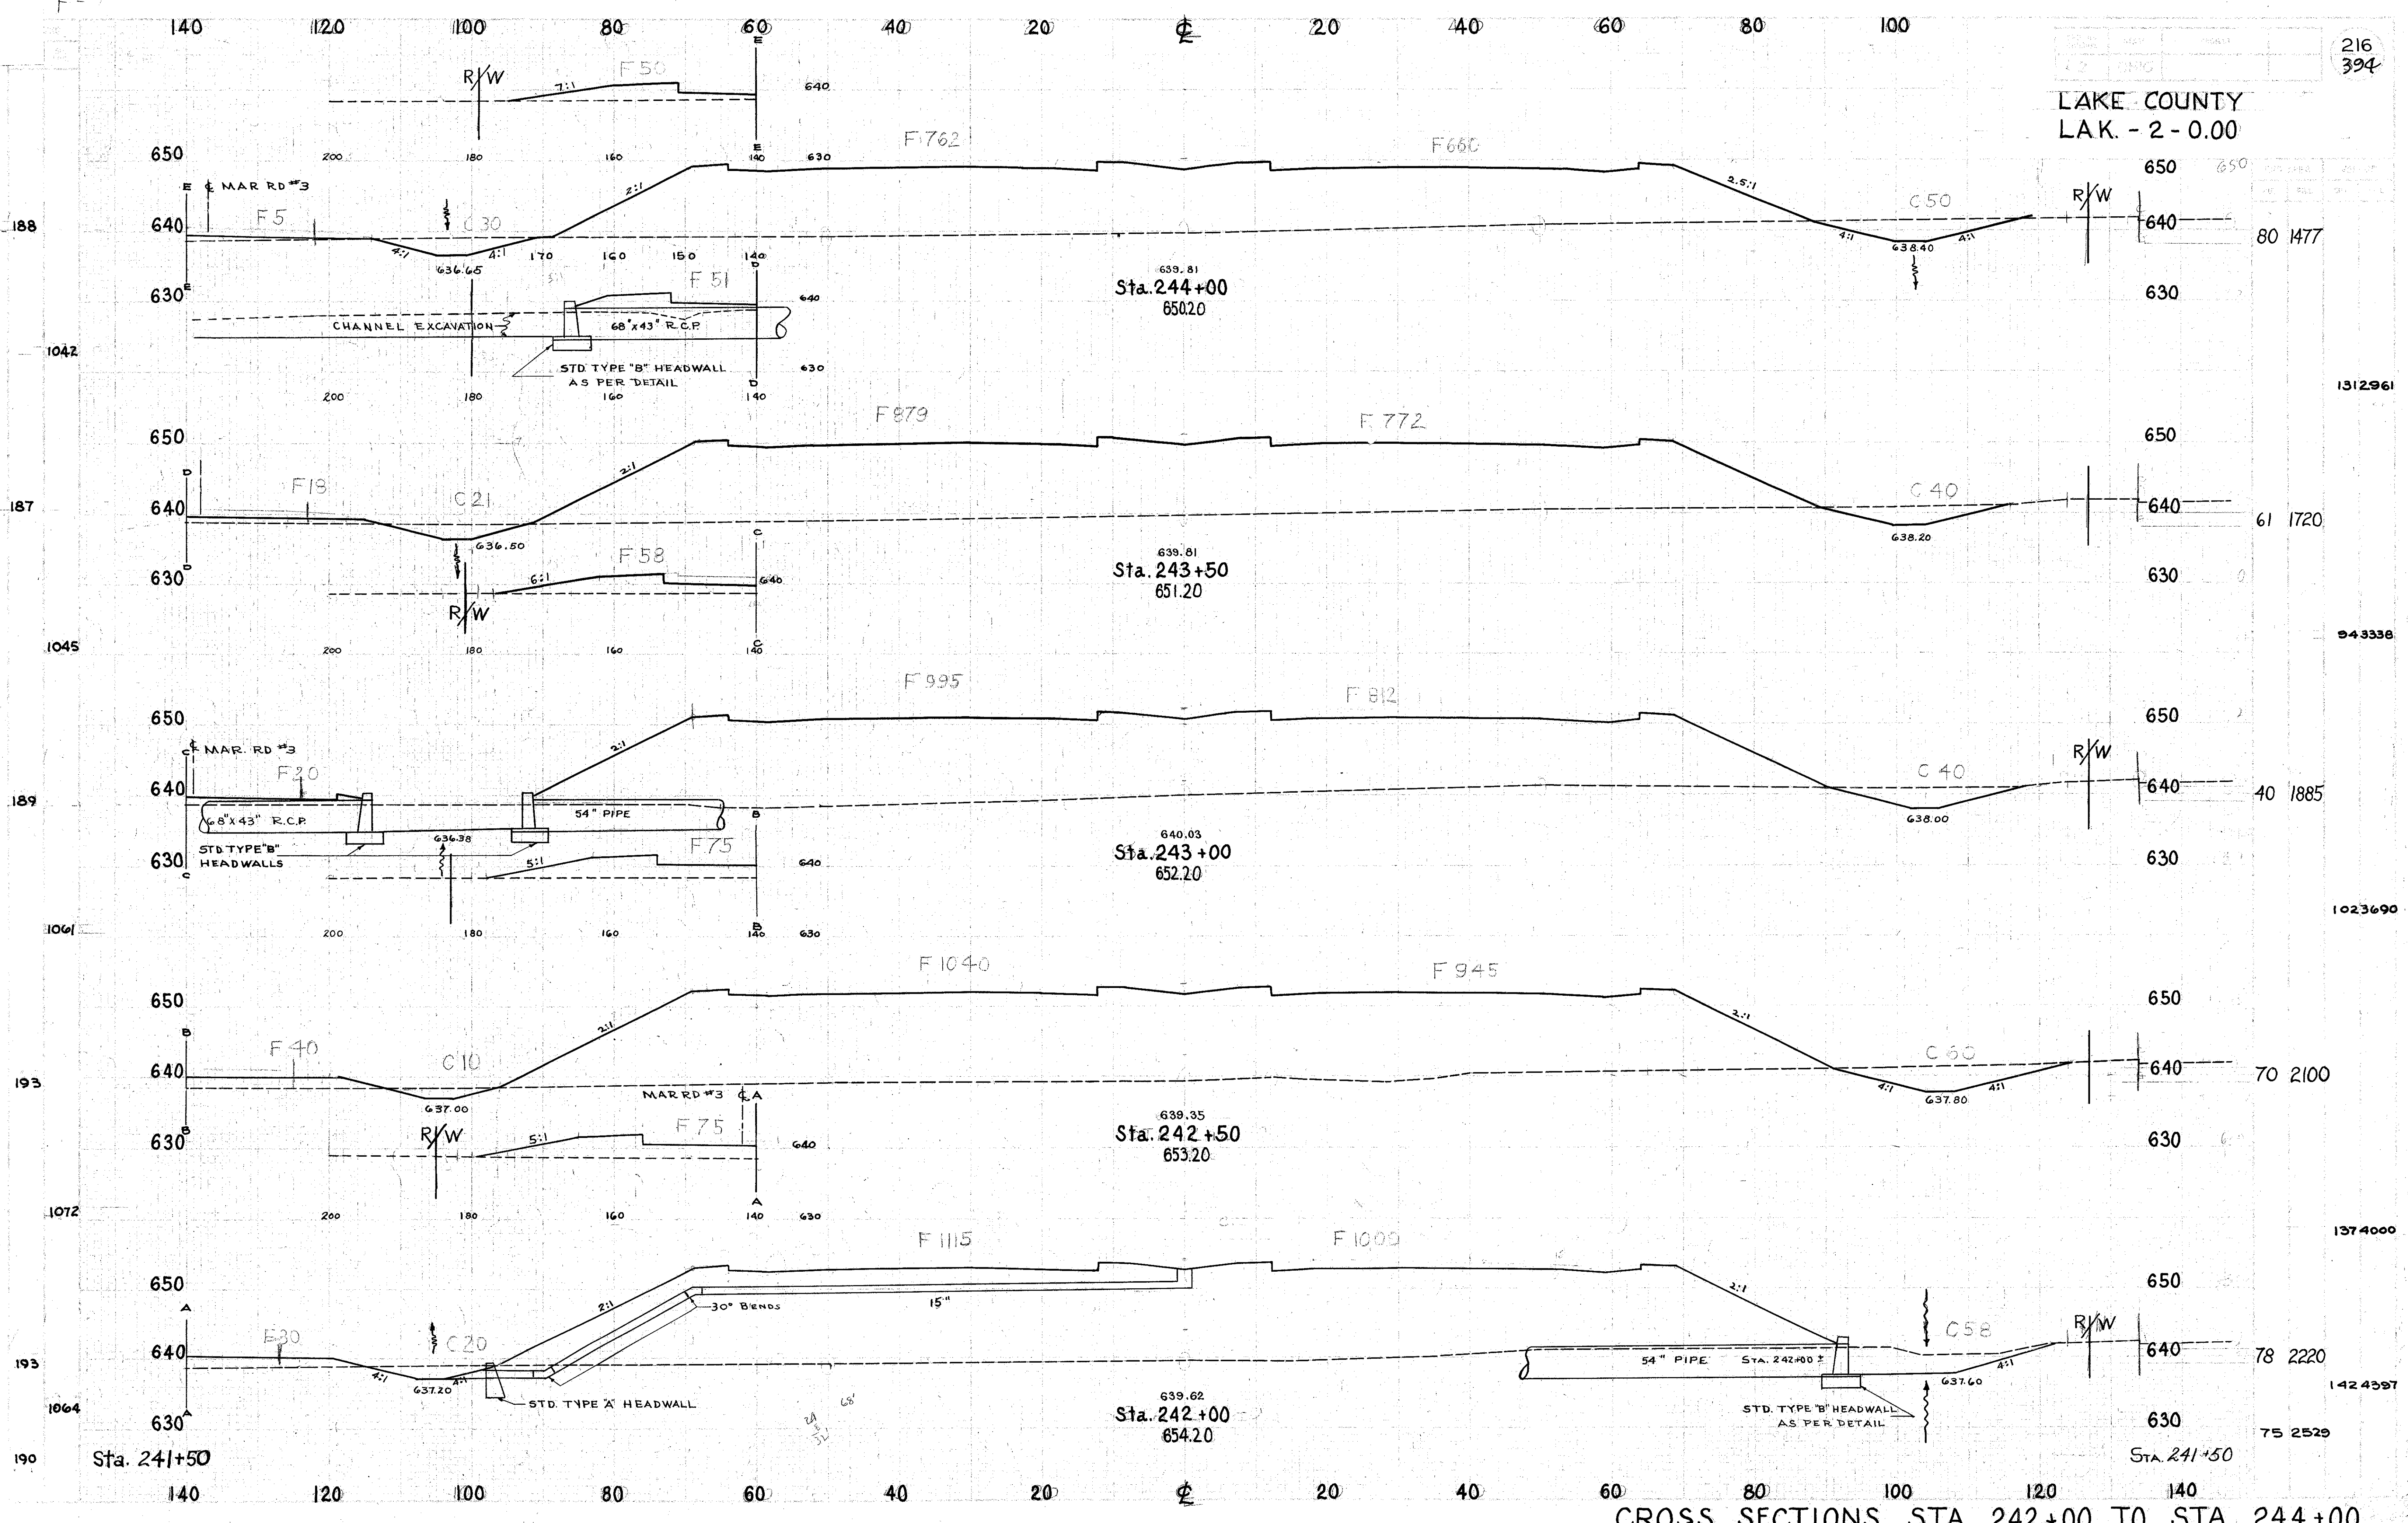 140 120 100 80 60 40 20 ℄ 20 40 60 80 100
216
394
LAKE COUNTY
LAK. - 2 - 0.00
R/W 7:1 F 50 E 640
200 180 160 E 140 630
650 F 762 F 660 650 650
E ℄ MAR RD #3 2:1 2.5:1 R/W
188 640 F 5 C 30 C 50 640
4:1 636.65 4:1 170 160 150 140 4:1 638.40 4:1 80 1477
639.81
Sta. 244+00
650.20
630 E F 51 D 640 630
CHANNEL EXCAVATION 68"x43" R.C.P.
1042
STD. TYPE "B" HEADWALL
AS PER DETAIL
630
D
200 180 160 140
1312961
650 F 879 F 772 650
D 2:1
187 640 F 18 C 21 C 40 640
636.50 638.20 61 1720
639.81
Sta. 243+50
651.20
D 630 6:1 F 58 C 640 630
R/W
1045 200 180 160 C 140 943338
650 F 995 F 812 650
C ℄ MAR. RD #3 2:1 R/W
189 640 F 20 C 40 640
68"x43" R.C.P. 54" PIPE 638.00 40 1885
636.38
STD TYPE "B"
HEADWALLS
640.03
Sta. 243+00
652.20
630 C 5:1 F 75 B 640 630
1061 200 180 160 B 140 630 1023690
650 F 1040 F 945 650
B 2:1 2:1
193 640 F 40 C 10 C 60 640
637.00 4:1 637.80 4:1 70 2100
MAR RD #3 ℄ A
639.35
Sta. 242+50
653.20
B 630 R/W 5:1 F 75 640 630
A
1072 200 180 160 140 630
1374000
650 F 1115 F 1000 650
A 2:1 30° BENDS 15" 2:1
C 20 C 58 R/W
193 640 640
4:1 637.20 4:1 54" PIPE STA. 242+00 ± 637.60 4:1 78 2220
STD. TYPE "A" HEADWALL
STD. TYPE "B" HEADWALL
AS PER DETAIL
1424397
639.62
Sta. 242+00
654.20
68'
1064 A 630 630
75 2529
190 Sta. 241+50 STA. 241+50
140 120 100 80 60 40 20 ℄ 20 40 60 80 100 120 140
CROSS SECTIONS STA. 242+00 TO STA. 244+00